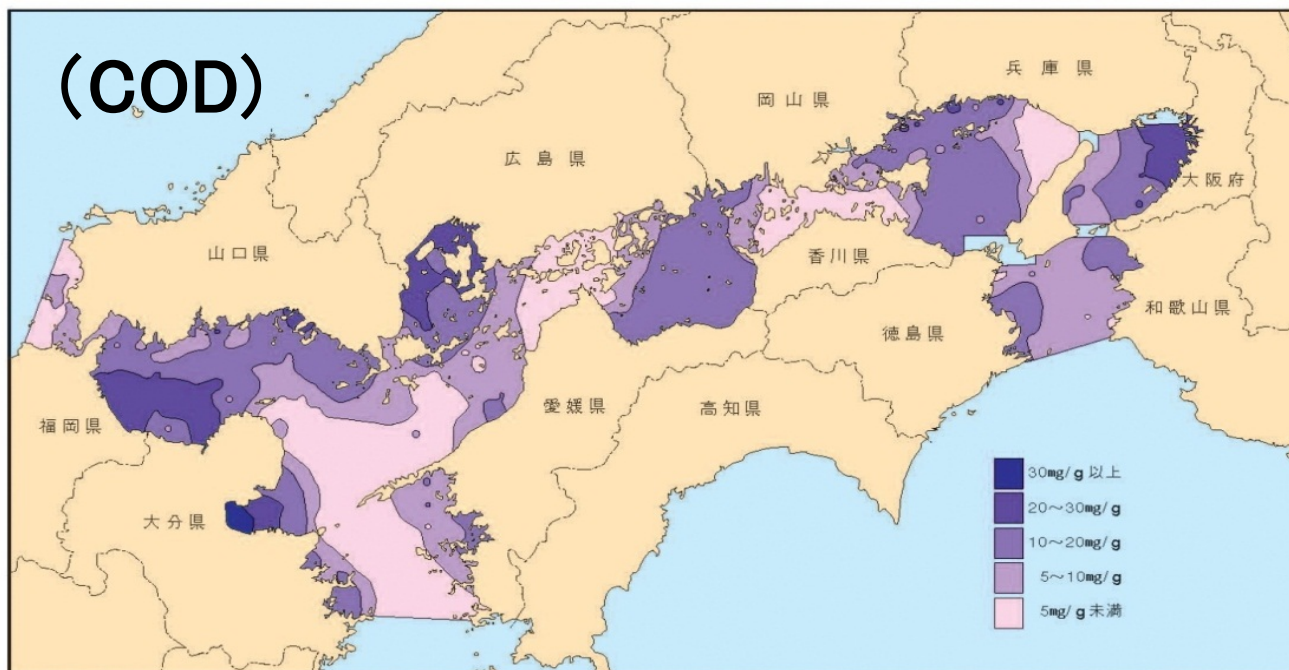 (COD)
兵庫県
岡山県
広島県
大阪府
山口県
香川県
和歌山県
徳島県
愛媛県
高知県
福岡県
大分県
30mg/g以上
20～30mg/g
10～20mg/g
5～10mg/g
5mg/g未満